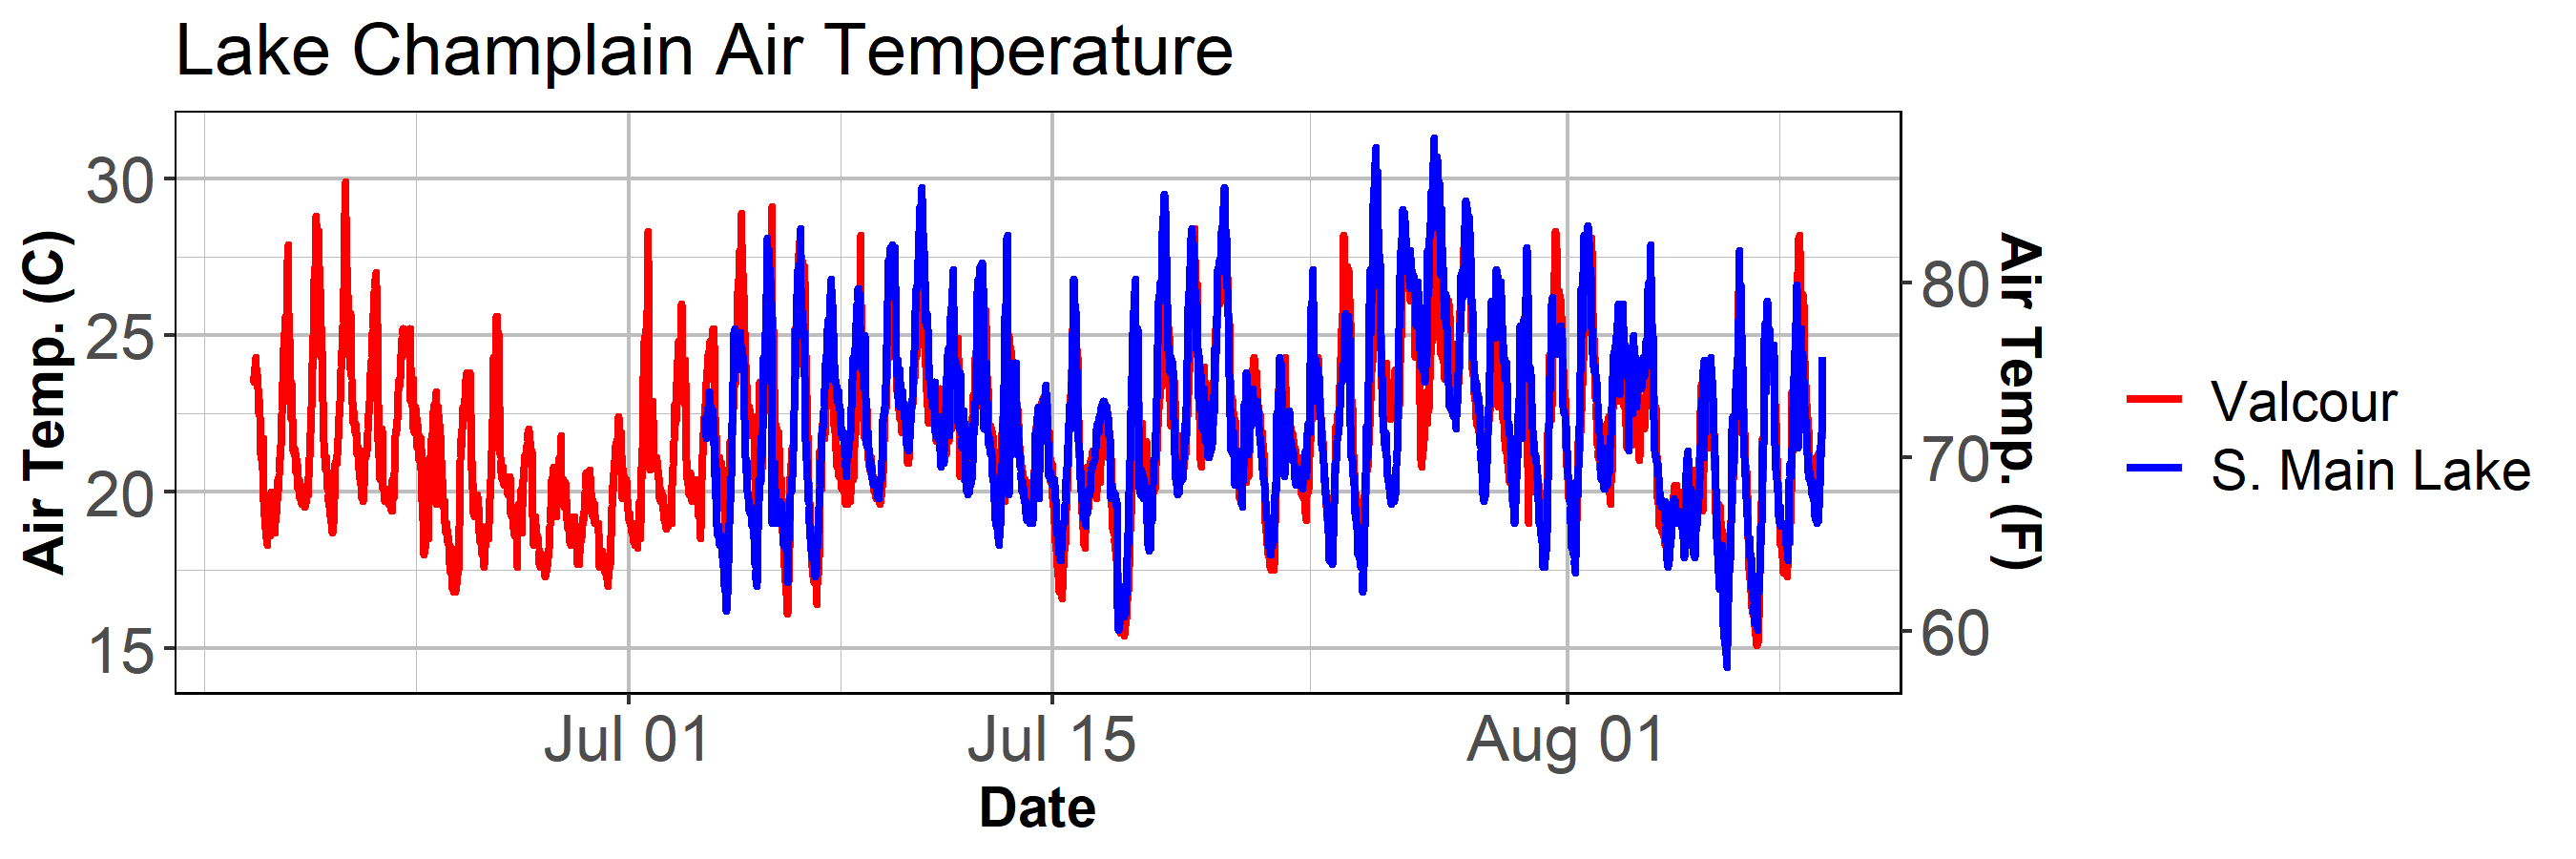 Lake Champlain Air Temperature
Air Temp. (C)
30
25
20
15
80
70
60
Air Temp. (F)
Jul 01
Jul 15
Aug 01
Date
Valcour
S. Main Lake